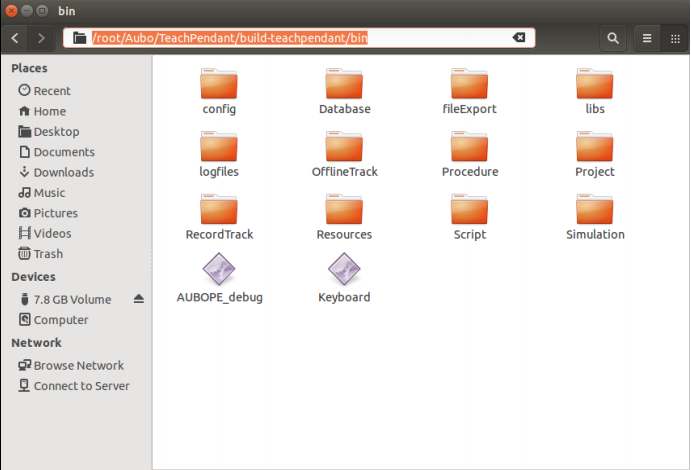 bin
/root/Aubo/TeachPendant/build-teachpendant/bin
Places
Recent
Home
Desktop
Documents
Downloads
Music
Pictures
Videos
Trash
Devices
7.8 GB Volume
Computer
Network
Browse Network
Connect to Server
config
Database
fileExport
libs
logfiles
OfflineTrack
Procedure
Project
RecordTrack
Resources
Script
Simulation
AUBOPE_debug
Keyboard